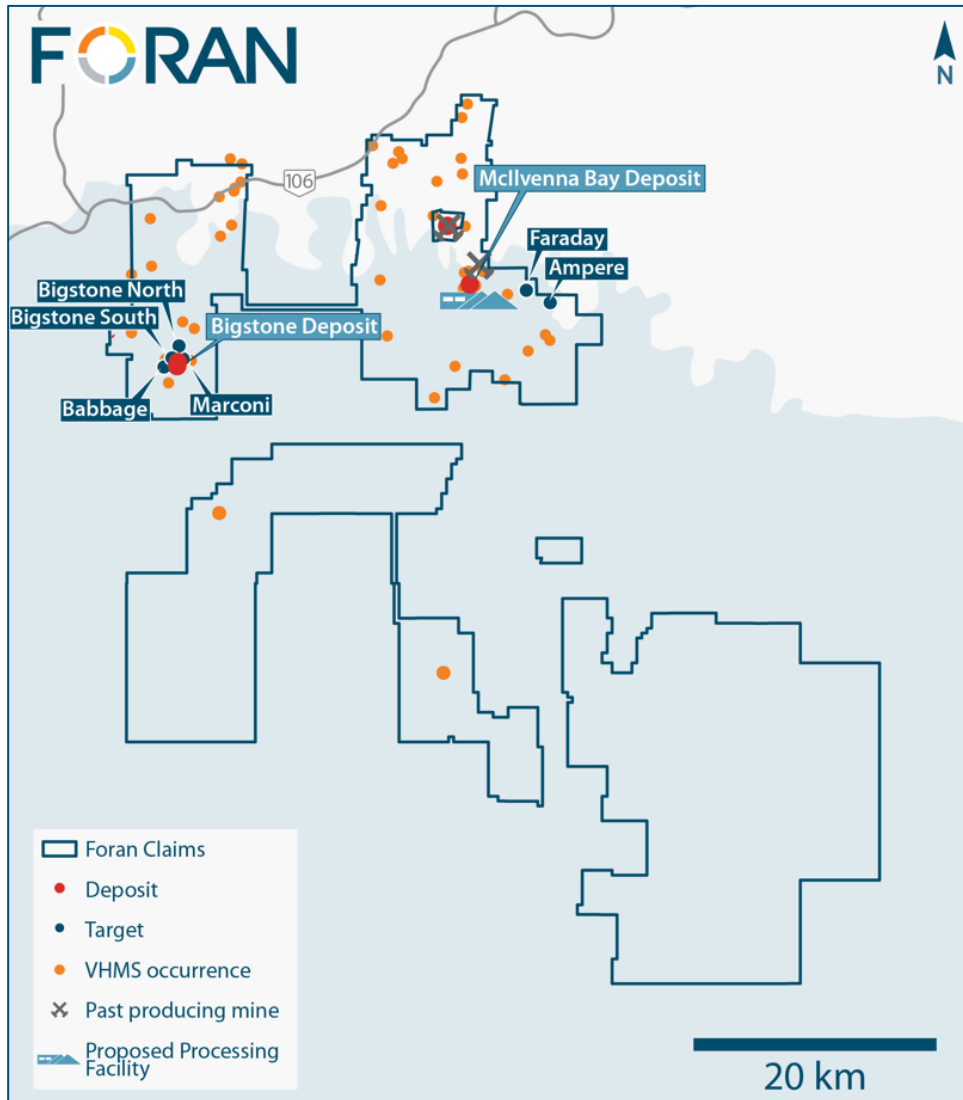 FORAN
N
106
McIlvenna Bay Deposit
Faraday
Ampere
Bigstone North
Bigstone South
Bigstone Deposit
Babbage
Marconi
Foran Claims
Deposit
Target
VHMS occurrence
Past producing mine
Proposed Processing
Facility
20 km